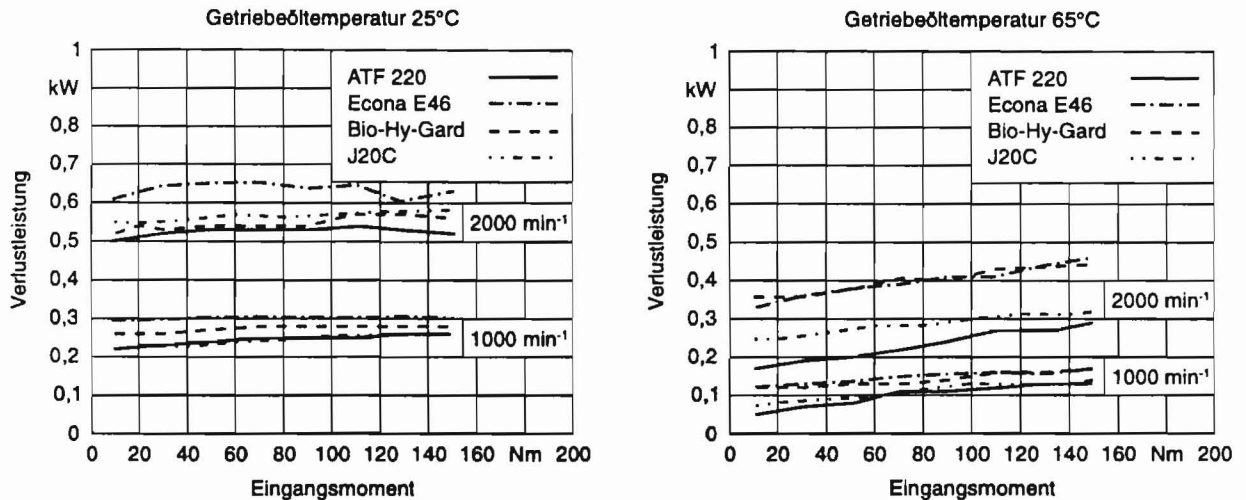 Getriebeöltemperatur 25°C
1
kW
0,8
0,7
0,6
0,5
0,4
0,3
0,2
0,1
0
Verlustleistung
ATF 220
Econa E46
Bio-Hy-Gard
J20C
2000 min⁻¹
1000 min⁻¹
0 20 40 60 80 100 120 140 Nm 200
Eingangsmoment
Getriebeöltemperatur 65°C
1
kW
0,8
0,7
0,6
0,5
0,4
0,3
0,2
0,1
0
Verlustleistung
ATF 220
Econa E46
Bio-Hy-Gard
J20C
2000 min⁻¹
1000 min⁻¹
0 20 40 60 80 100 120 140 Nm 200
Eingangsmoment